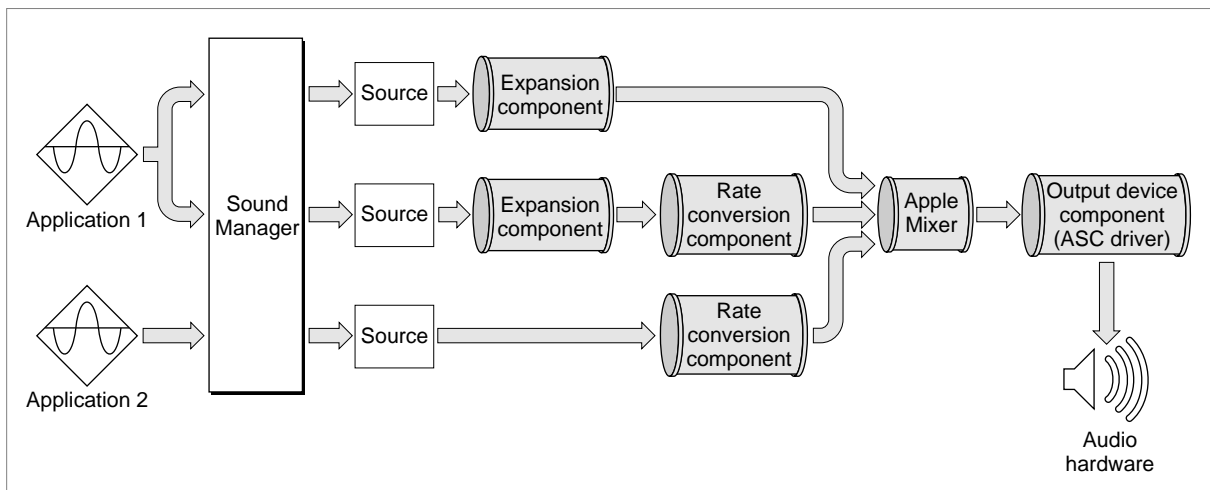 Application 1
Application 2
Sound
Manager
Source
Expansion
component
Source
Expansion
component
Rate
conversion
component
Source
Rate
conversion
component
Apple
Mixer
Output device
component
(ASC driver)
Audio
hardware